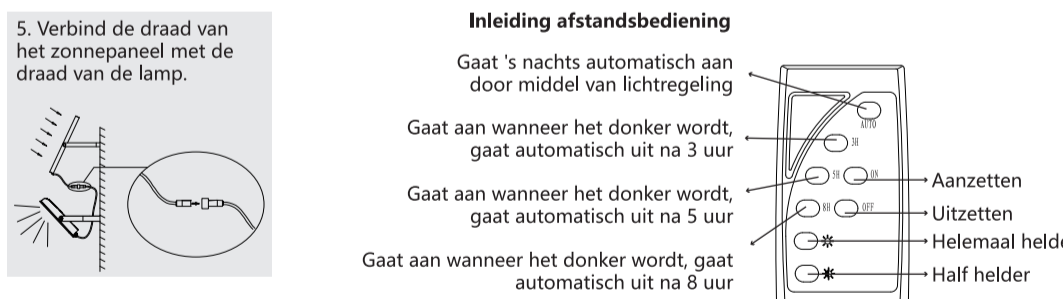 5. Verbind de draad van
het zonnepaneel met de
draad van de lamp.
Inleiding afstandsbediening
Gaat 's nachts automatisch aan
door middel van lichtregeling
Gaat aan wanneer het donker wordt,
gaat automatisch uit na 3 uur
Gaat aan wanneer het donker wordt,
gaat automatisch uit na 5 uur
Gaat aan wanneer het donker wordt, gaat
automatisch uit na 8 uur
AUTO
3H
5H ON
8H OFF
Aanzetten
Uitzetten
Helemaal helde
Half helder